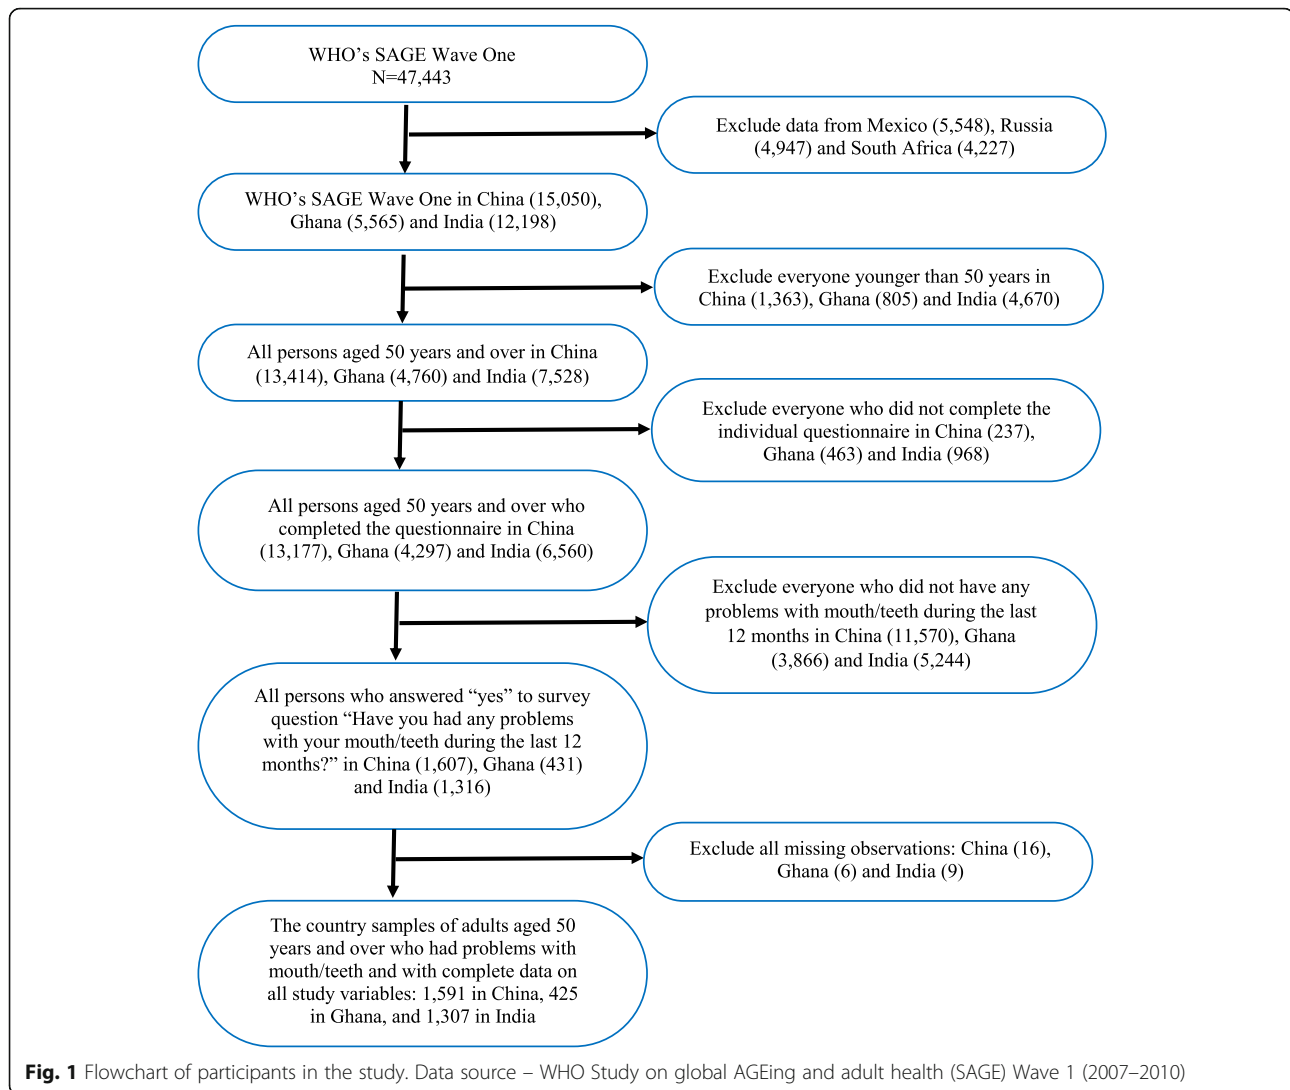 WHO's SAGE Wave One
N=47,443
Exclude data from Mexico (5,548), Russia
(4,947) and South Africa (4,227)
WHO's SAGE Wave One in China (15,050),
Ghana (5,565) and India (12,198)
Exclude everyone younger than 50 years in
China (1,363), Ghana (805) and India (4,670)
All persons aged 50 years and over in China
(13,414), Ghana (4,760) and India (7,528)
Exclude everyone who did not complete the
individual questionnaire in China (237),
Ghana (463) and India (968)
All persons aged 50 years and over who
completed the questionnaire in China
(13,177), Ghana (4,297) and India (6,560)
Exclude everyone who did not have any
problems with mouth/teeth during the last
12 months in China (11,570), Ghana
(3,866) and India (5,244)
All persons who answered “yes” to survey
question “Have you had any problems
with your mouth/teeth during the last 12
months?” in China (1,607), Ghana (431)
and India (1,316)
Exclude all missing observations: China (16),
Ghana (6) and India (9)
The country samples of adults aged 50
years and over who had problems with
mouth/teeth and with complete data on
all study variables: 1,591 in China, 425
in Ghana, and 1,307 in India
Fig. 1 Flowchart of participants in the study. Data source – WHO Study on global AGEing and adult health (SAGE) Wave 1 (2007–2010)